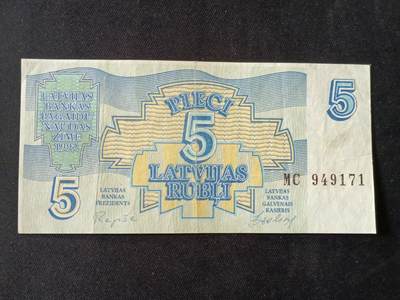 LATVIJAS
BANKAS
PAGAIDU
NAUDAS
ZĪME
1992
PIECI
5
LATVIJAS
RUBĻI
5
5
MC 949171
LATVIJAS
BANKAS
PREZIDENTS
LATVIJAS
BANKAS
GALVENAIS
KASIERIS